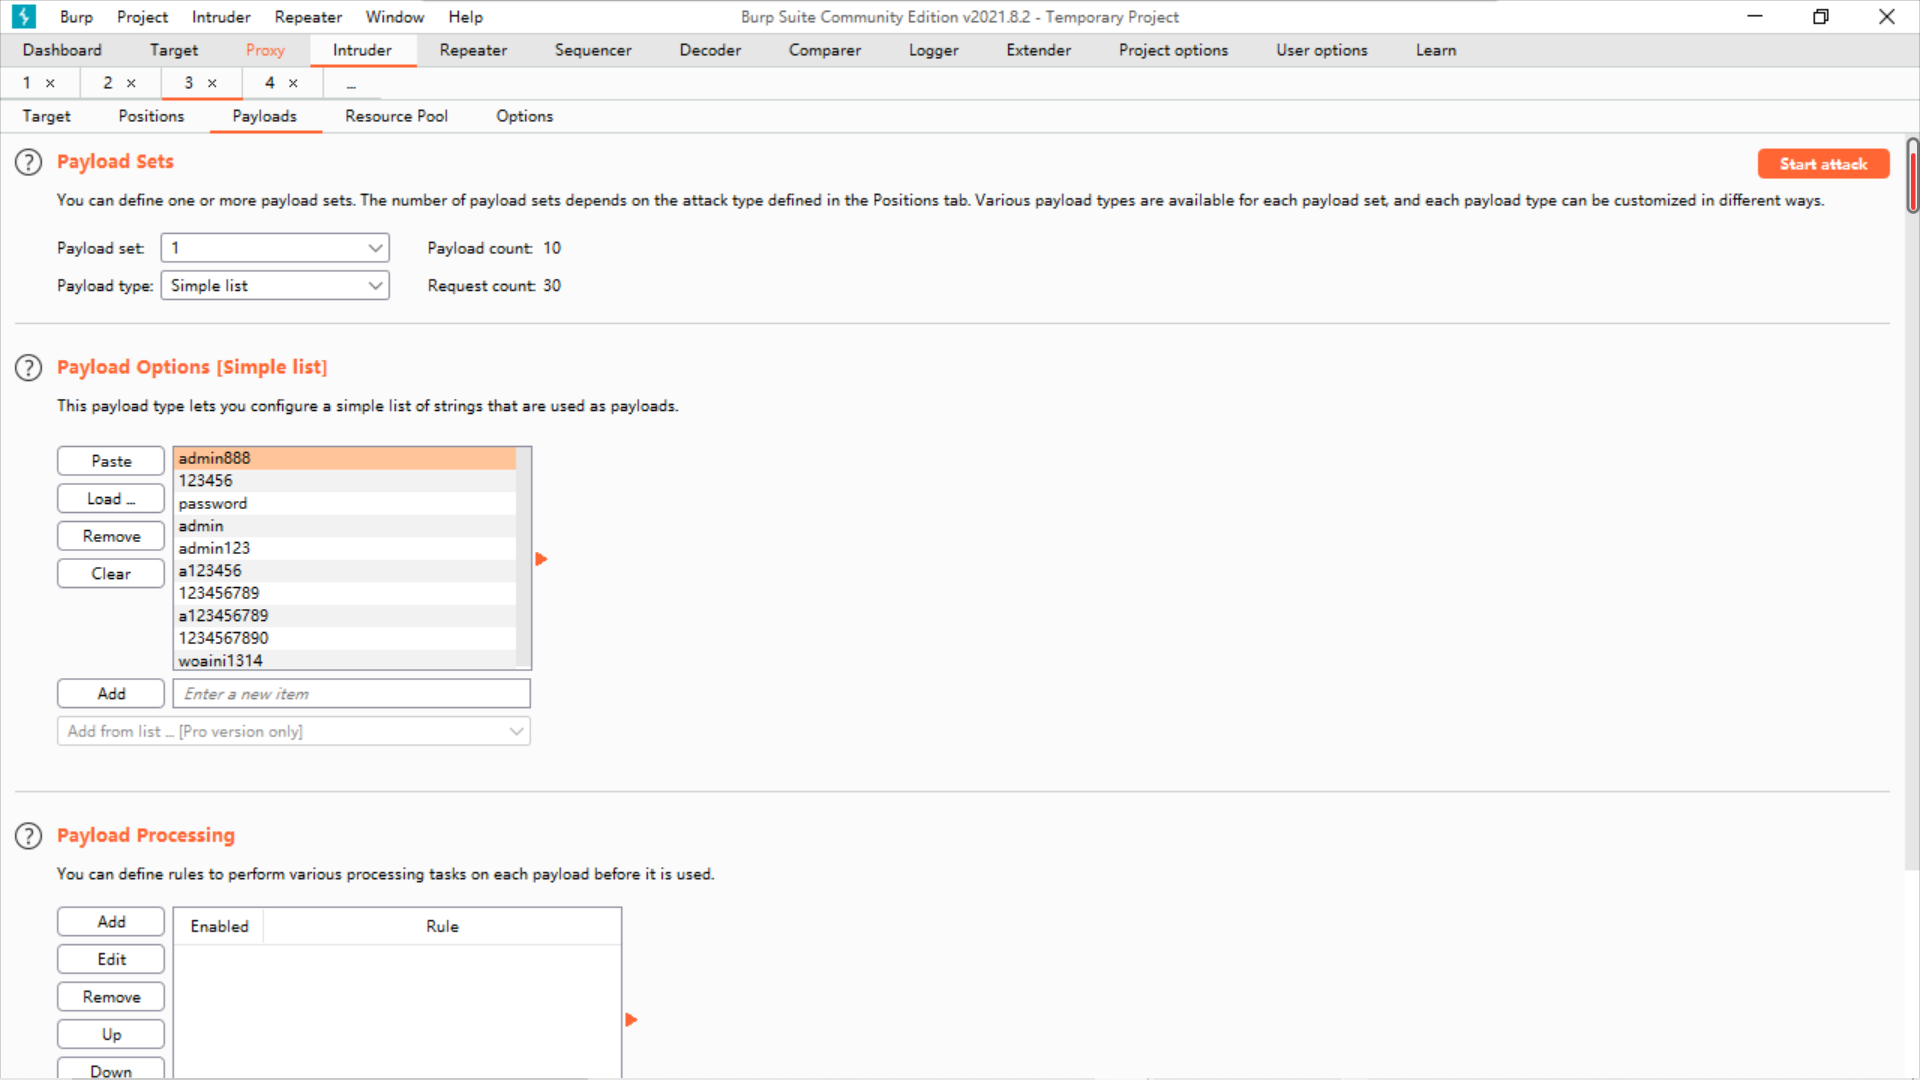 Burp Project Intruder Repeater Window Help Burp Suite Community Edition v2021.8.2 - Temporary Project
Dashboard Target Proxy Intruder Repeater Sequencer Decoder Comparer Logger Extender Project options User options Learn
1 × 2 × 3 × 4 × ...
Target Positions Payloads Resource Pool Options
? Payload Sets Start attack
You can define one or more payload sets. The number of payload sets depends on the attack type defined in the Positions tab. Various payload types are available for each payload set, and each payload type can be customized in different ways.
Payload set: 1 Payload count: 10
Payload type: Simple list Request count: 30
? Payload Options [Simple list]
This payload type lets you configure a simple list of strings that are used as payloads.
Paste
Load ...
Remove
Clear
admin888
123456
password
admin
admin123
a123456
123456789
a123456789
1234567890
woaini1314
Add Enter a new item
Add from list ... [Pro version only]
? Payload Processing
You can define rules to perform various processing tasks on each payload before it is used.
Add
Edit
Remove
Up
Down
Enabled Rule